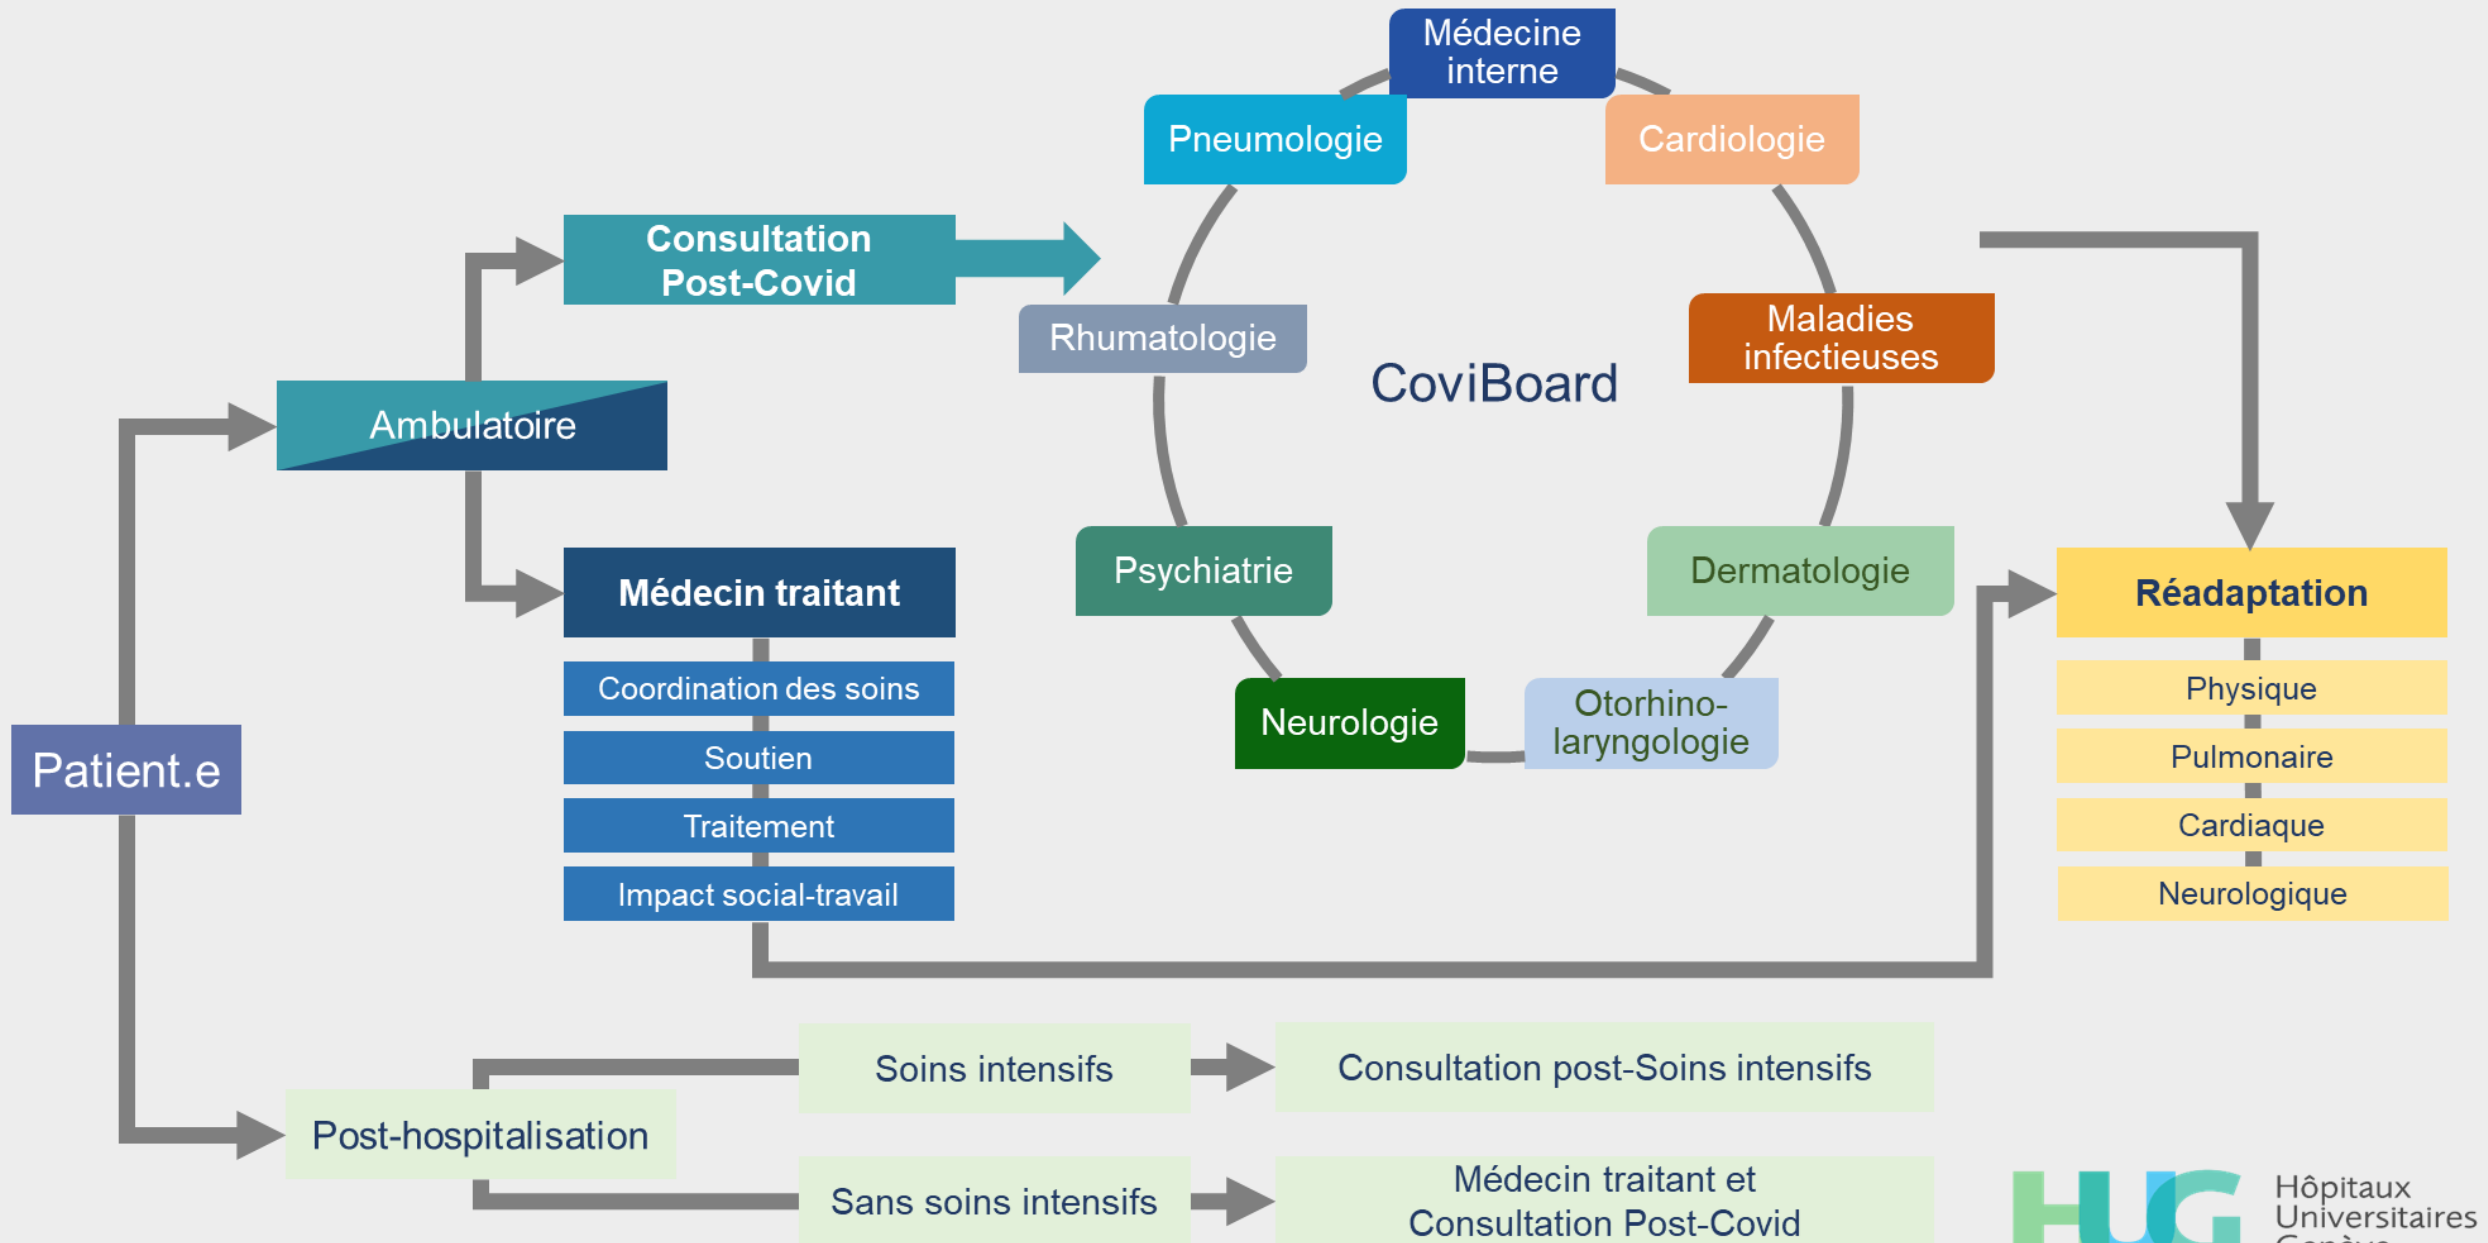 Médecine
interne
Pneumologie
Cardiologie
Consultation
Post-Covid
Rhumatologie
Maladies
infectieuses
CoviBoard
Ambulatoire
Psychiatrie
Dermatologie
Médecin traitant
Réadaptation
Coordination des soins
Physique
Neurologie
Otorhino-
laryngologie
Soutien
Pulmonaire
Patient.e
Traitement
Cardiaque
Impact social-travail
Neurologique
Soins intensifs
Consultation post-Soins intensifs
Post-hospitalisation
Sans soins intensifs
Médecin traitant et
Consultation Post-Covid
HUG
Hôpitaux
Universitaires
Genève